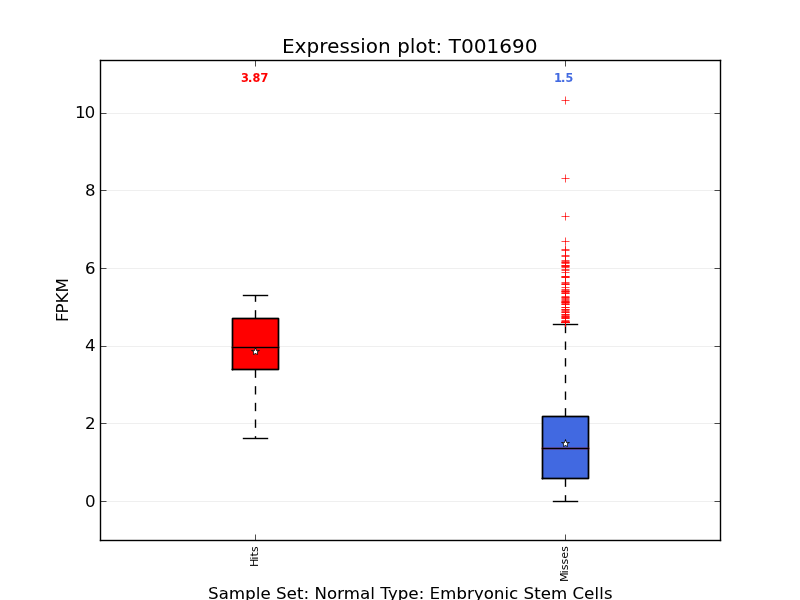 Expression plot: T001690
3.87
1.5
10
8
6
4
2
0
FPKM
Hits
Misses
Sample Set: Normal Type: Embryonic Stem Cells